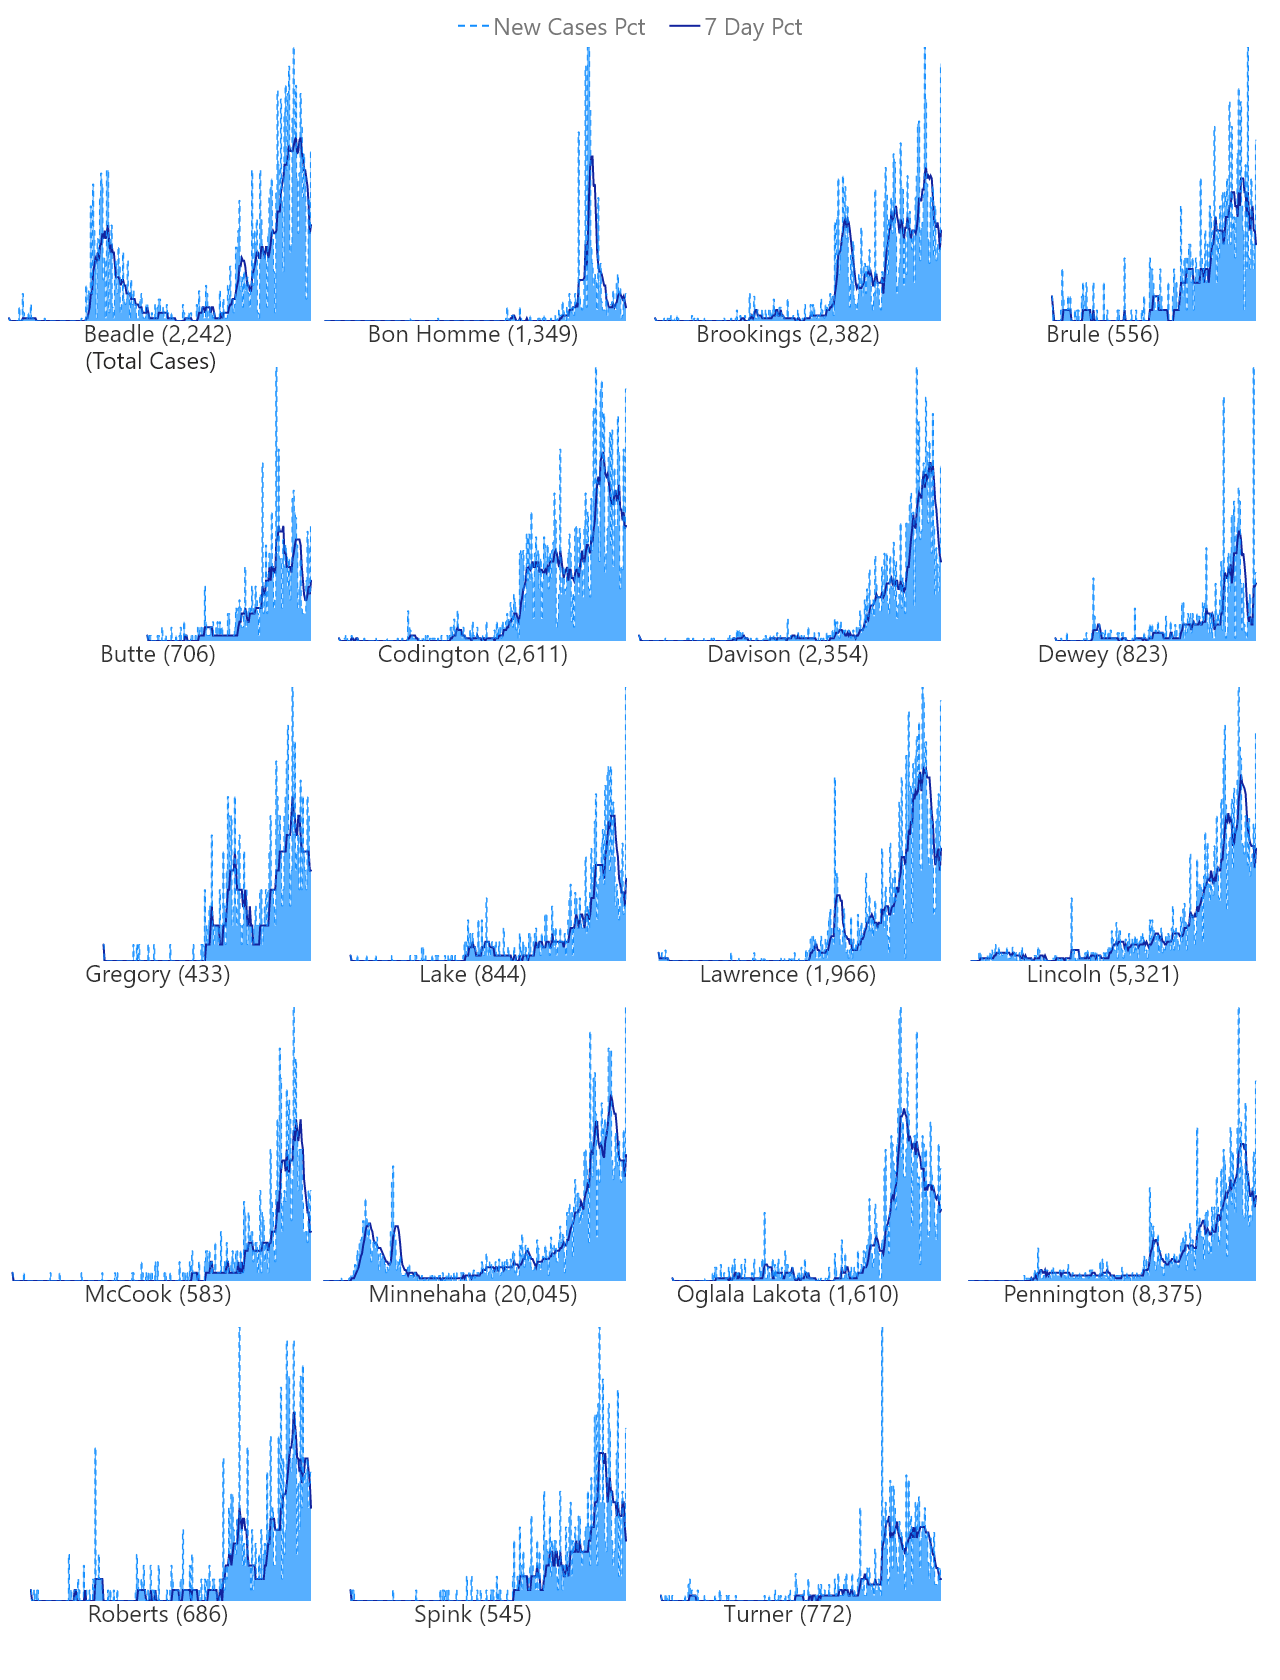 New Cases Pct 7 Day Pct
Beadle (2,242) Bon Homme (1,349) Brookings (2,382) Brule (556)
(Total Cases)
Butte (706) Codington (2,611) Davison (2,354) Dewey (823)
Gregory (433) Lake (844) Lawrence (1,966) Lincoln (5,321)
McCook (583) Minnehaha (20,045) Oglala Lakota (1,610) Pennington (8,375)
Roberts (686) Spink (545) Turner (772)